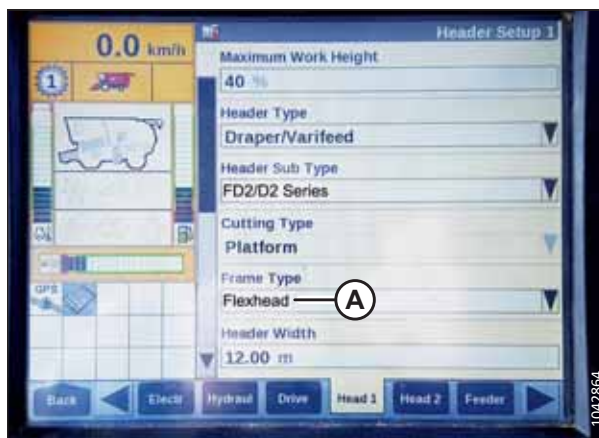 0.0 km/h
Header Setup 1
1
Maximum Work Height
40 %
Header Type
Draper/Varifeed
Header Sub Type
FD2/D2 Series
Cutting Type
Platform
Frame Type
Flexhead
A
Header Width
12.00 m
GPS
Back
Electr
Hydraul
Drive
Head 1
Head 2
Feeder
1042864